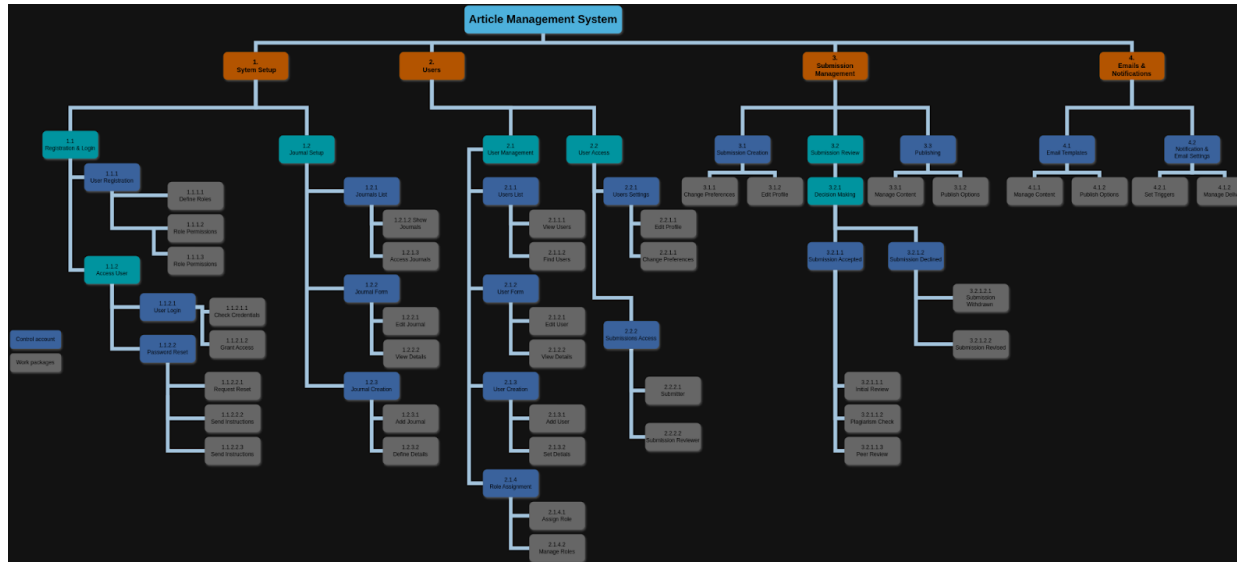 Article Management System
1.
Sytem Setup
2.
Users
3.
Submission
Management
4.
Emails &
Notifications
1.1
Registration & Login
1.1.1
User Registration
1.1.1.1
Define Roles
1.1.1.2
Role Permissions
1.1.1.3
Role Permissions
1.1.2
Access User
1.1.2.1
User Login
1.1.2.1.1
Check Credentials
1.1.2.1.2
Grant Access
1.1.2.2
Password Reset
1.1.2.2.1
Request Reset
1.1.2.2.2
Send Instructions
1.1.2.2.3
Send Instructions
Control account
Work packages
1.2
Journal Setup
1.2.1
Journals List
1.2.1.2 Show
Journals
1.2.1.3
Access Journals
1.2.2
Journal Form
1.2.2.1
Edit Journal
1.2.2.2
View Details
1.2.3
Journal Creation
1.2.3.1
Add Journal
1.2.3.2
Define Details
2.1
User Management
2.1.1
Users List
2.1.1.1
View Users
2.1.1.2
Find Users
2.1.2
User Form
2.1.2.1
Edit User
2.1.2.2
View Details
2.1.3
User Creation
2.1.3.1
Add User
2.1.3.2
Set Details
2.1.4
Role Assignment
2.1.4.1
Assign Role
2.1.4.2
Manage Roles
2.2
User Access
2.2.1
Users Settings
2.2.1.1
Edit Profile
2.2.1.1
Change Preferences
2.2.2
Submissions Access
2.2.2.1
Submitter
2.2.2.2
Submission Reviewer
3.1
Submission Creation
3.1.1
Change Preferences
3.1.2
Edit Profile
3.2
Submission Review
3.2.1
Decision Making
3.2.1.1
Submission Accepted
3.2.1.1.1
Initial Review
3.2.1.1.2
Plagiarism Check
3.2.1.1.3
Peer Review
3.2.1.2
Submission Declined
3.2.1.2.1
Submission
Withdrawn
3.2.1.2.2
Submission Revised
3.3
Publishing
3.3.1
Manage Content
3.1.2
Publish Options
4.1
Email Templates
4.1.1
Manage Content
4.1.2
Publish Options
4.2
Notification &
Email Settings
4.2.1
Set Triggers
4.1.2
Manage